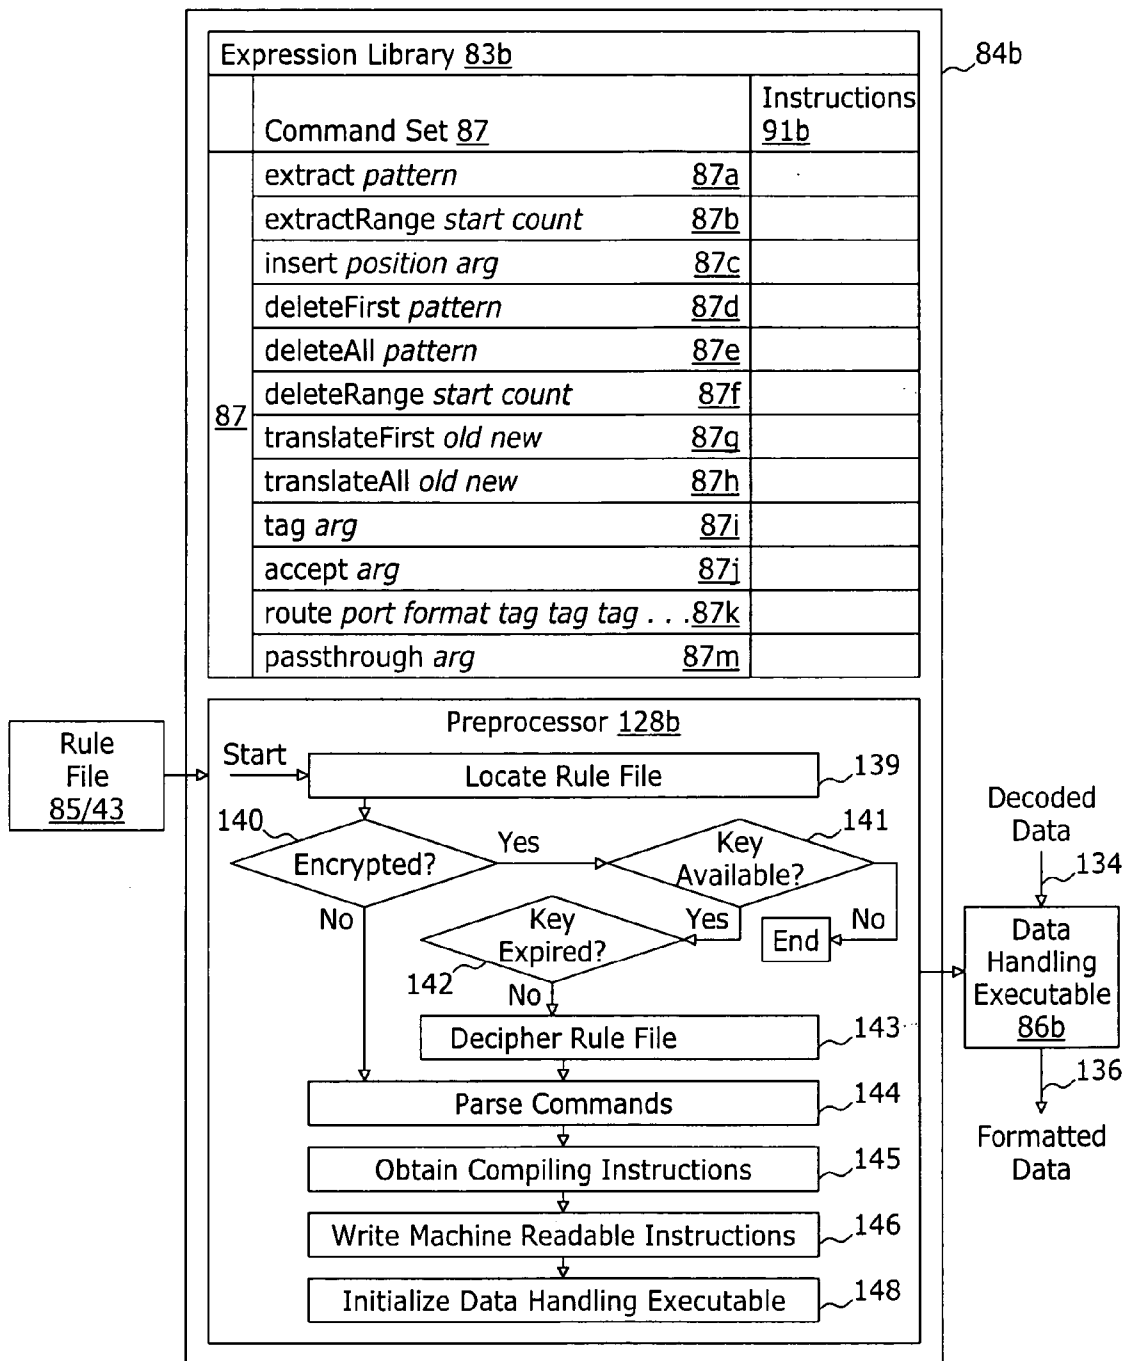 Expression Library 83b
84b
Command Set 87
Instructions
91b
87
extract pattern 87a
extractRange start count 87b
insert position arg 87c
deleteFirst pattern 87d
deleteAll pattern 87e
deleteRange start count 87f
translateFirst old new 87g
translateAll old new 87h
tag arg 87i
accept arg 87j
route port format tag tag tag . . . 87k
passthrough arg 87m
Rule
File
85/43
Preprocessor 128b
Start
Locate Rule File
139
140
Encrypted?
Yes
No
141
Key
Available?
Yes
No
End
Key
Expired?
142
No
Decipher Rule File
143
Parse Commands
144
Obtain Compiling Instructions
145
Write Machine Readable Instructions
146
Initialize Data Handling Executable
148
Decoded
Data
134
Data
Handling
Executable
86b
136
Formatted
Data